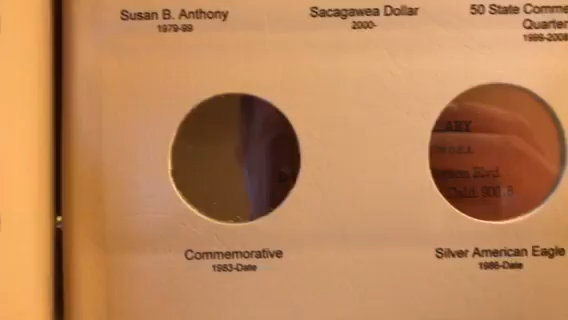 Susan B. Anthony
1979-99
Sacagawea Dollar
2000-
50 State Comme
Quarter
1999-2008
Commemorative
1983-Date
Silver American Eagle
1986-Date
Blvd